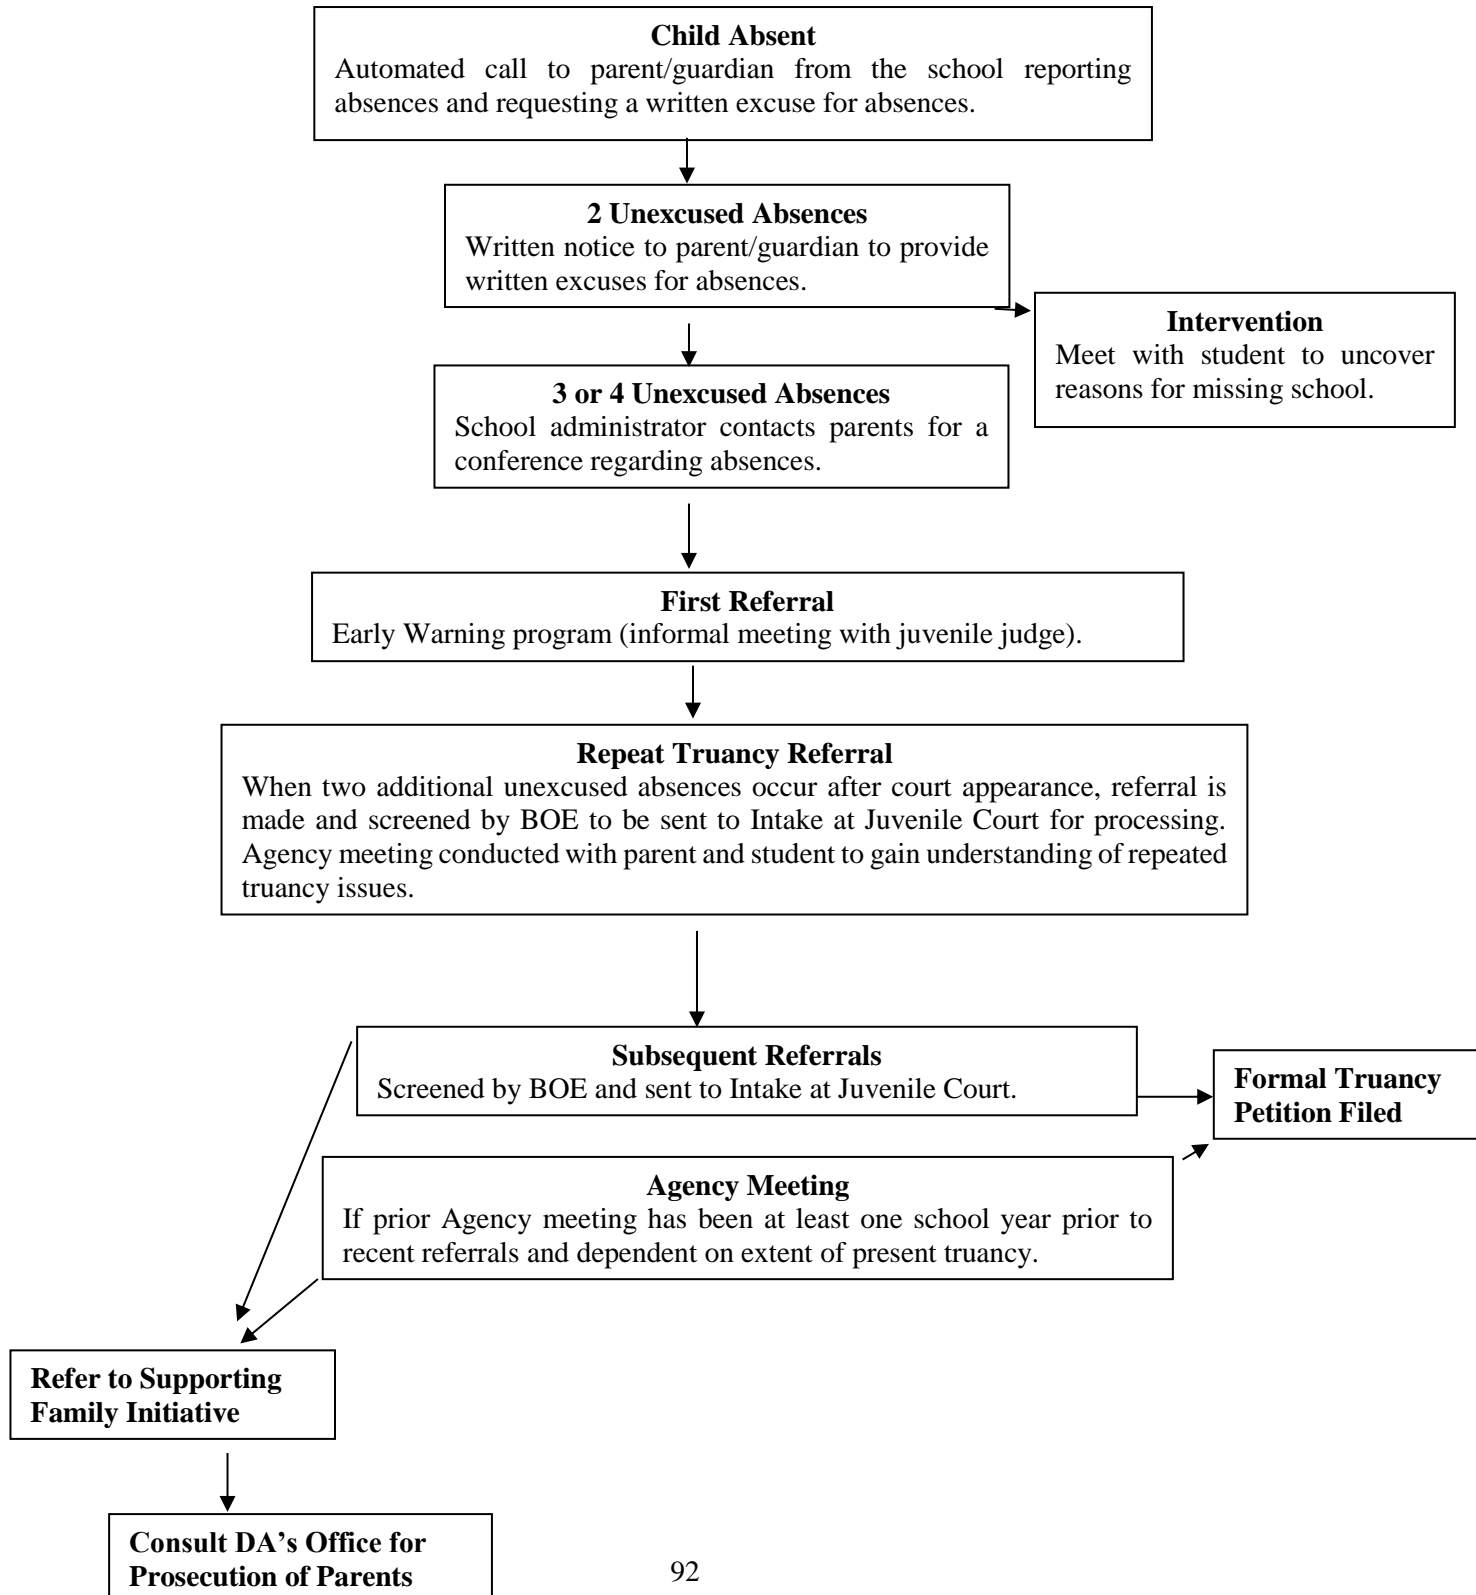 Child Absent
Automated call to parent/guardian from the school reporting
absences and requesting a written excuse for absences.
2 Unexcused Absences
Written notice to parent/guardian to provide
written excuses for absences.
Intervention
Meet with student to uncover
reasons for missing school.
3 or 4 Unexcused Absences
School administrator contacts parents for a
conference regarding absences.
First Referral
Early Warning program (informal meeting with juvenile judge).
Repeat Truancy Referral
When two additional unexcused absences occur after court appearance, referral is
made and screened by BOE to be sent to Intake at Juvenile Court for processing.
Agency meeting conducted with parent and student to gain understanding of repeated
truancy issues.
Subsequent Referrals
Screened by BOE and sent to Intake at Juvenile Court.
Formal Truancy
Petition Filed
Agency Meeting
If prior Agency meeting has been at least one school year prior to
recent referrals and dependent on extent of present truancy.
Refer to Supporting
Family Initiative
Consult DA’s Office for
Prosecution of Parents
92